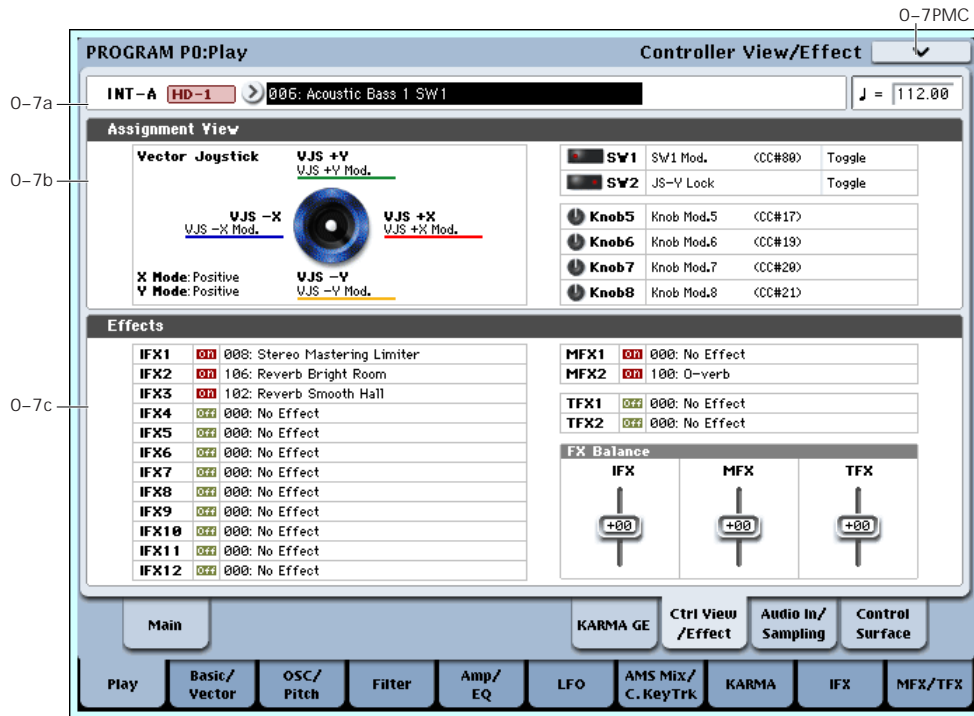 0–7PMC
PROGRAM P0:Play Controller View/Effect
0–7a
INT-A HD-1 006: Acoustic Bass 1 SW1 ♩ = 112.00
Assignment View
0–7b
Vector Joystick
VJS +Y
VJS +Y Mod.
VJS -X
VJS -X Mod.
VJS +X
VJS +X Mod.
X Mode: Positive
Y Mode: Positive
VJS -Y
VJS -Y Mod.
SW1 SW1 Mod. (CC#80) Toggle
SW2 JS-Y Lock Toggle
Knob5 Knob Mod.5 (CC#17)
Knob6 Knob Mod.6 (CC#19)
Knob7 Knob Mod.7 (CC#20)
Knob8 Knob Mod.8 (CC#21)
Effects
0–7c
IFX1 on 008: Stereo Mastering Limiter
IFX2 on 106: Reverb Bright Room
IFX3 on 102: Reverb Smooth Hall
IFX4 Off 000: No Effect
IFX5 Off 000: No Effect
IFX6 Off 000: No Effect
IFX7 Off 000: No Effect
IFX8 Off 000: No Effect
IFX9 Off 000: No Effect
IFX10 Off 000: No Effect
IFX11 Off 000: No Effect
IFX12 Off 000: No Effect
MFX1 on 000: No Effect
MFX2 on 100: O-verb
TFX1 Off 000: No Effect
TFX2 Off 000: No Effect
FX Balance
IFX MFX TFX
+00 +00 +00
Main
KARMA GE
Ctrl View
/Effect
Audio In/
Sampling
Control
Surface
Play
Basic/
Vector
OSC/
Pitch
Filter
Amp/
EQ
LFO
AMS Mix/
C.KeyTrk
KARMA
IFX
MFX/TFX